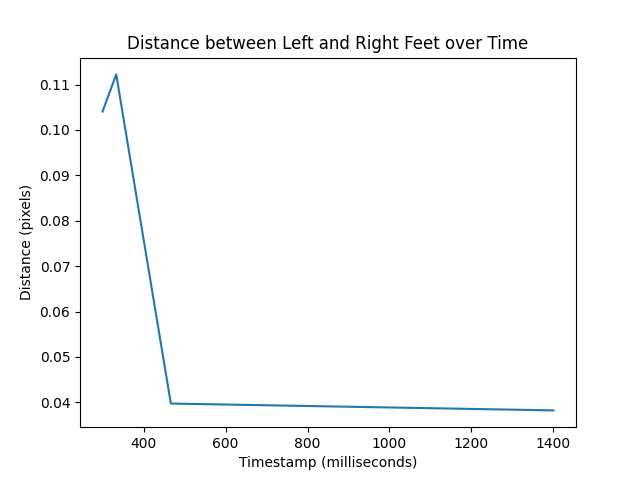 Distance between Left and Right Feet over Time
0.11
0.10
0.09
0.08
0.07
0.06
0.05
0.04
Distance (pixels)
400 600 800 1000 1200 1400
Timestamp (milliseconds)